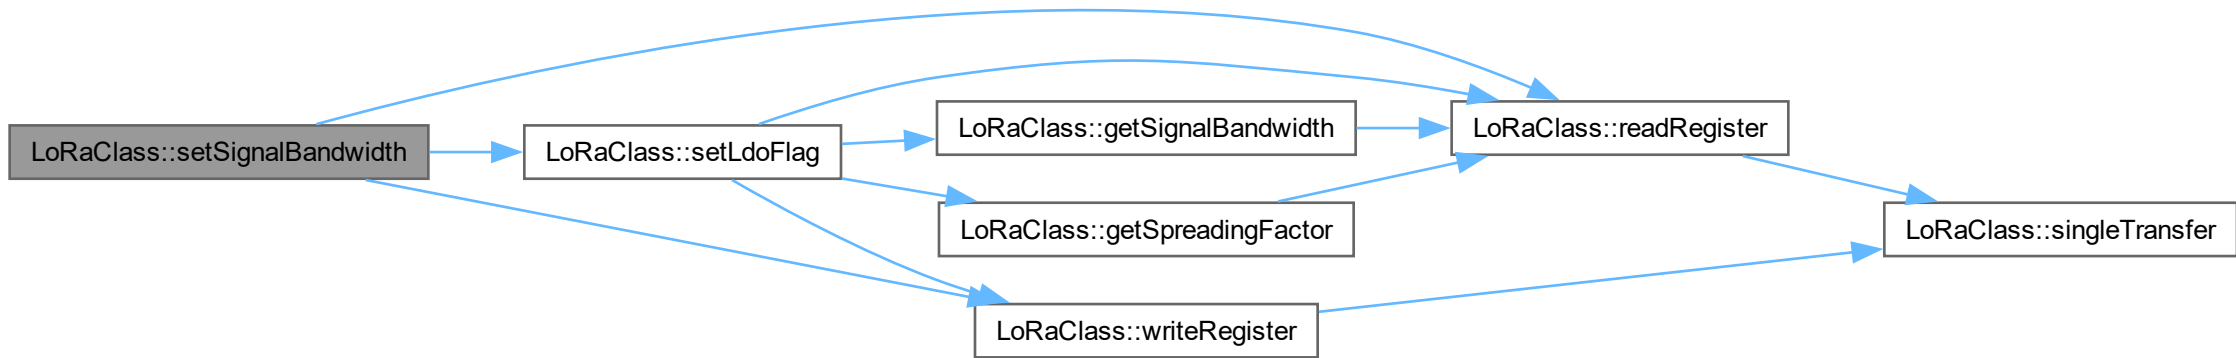 LoRaClass::setSignalBandwidth
LoRaClass::setLdoFlag
LoRaClass::getSignalBandwidth
LoRaClass::getSpreadingFactor
LoRaClass::writeRegister
LoRaClass::readRegister
LoRaClass::singleTransfer